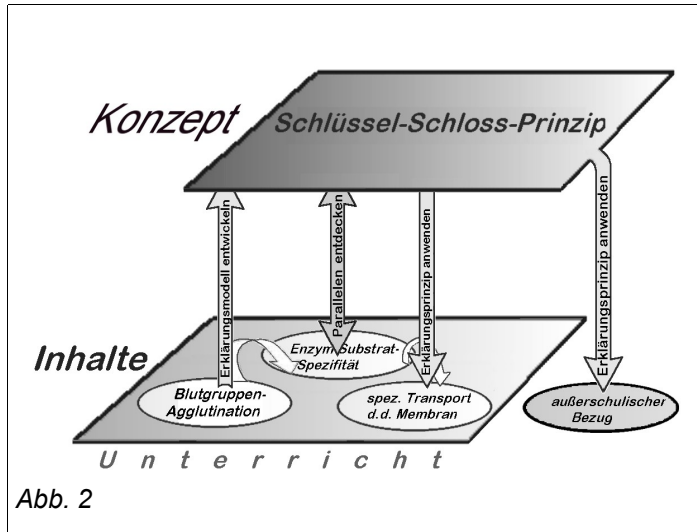 Konzept
Schlüssel-Schloss-Prinzip
Erklärungsmodell entwickeln
Parallelen entdecken
Erklärungsprinzip anwenden
Erklärungsprinzip anwenden
Inhalte
Enzym-Substrat-
Spezifität
Blutgruppen-
Agglutination
spez. Transport
d.d. Membran
außerschulischer
Bezug
Unterricht
Abb. 2